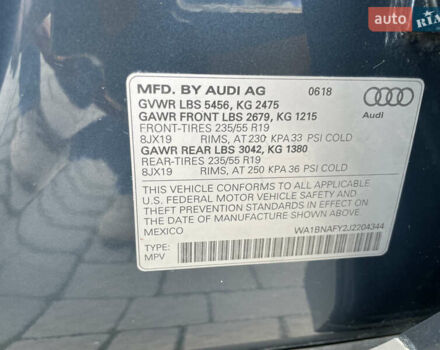 AUTO.RIA
MFD. BY AUDI AG 0618
GVWR LBS 5456, KG 2475
GAWR FRONT LBS 2679, KG 1215
FRONT-TIRES 235/55 R19
8JX19 RIMS, AT 230 KPA 33 PSI COLD
GAWR REAR LBS 3042, KG 1380
REAR-TIRES 235/55 R19
8JX19 RIMS, AT 250 KPA 36 PSI COLD
Audi
THIS VEHICLE CONFORMS TO ALL APPLICABLE
U.S. FEDERAL MOTOR VEHICLE SAFETY
AND THEFT PREVENTION STANDARDS IN EFFECT ON
THE DATE OF MANUFACTURE SHOWN ABOVE.
MEXICO
WA1BNAFY2J2204344
TYPE:
MPV